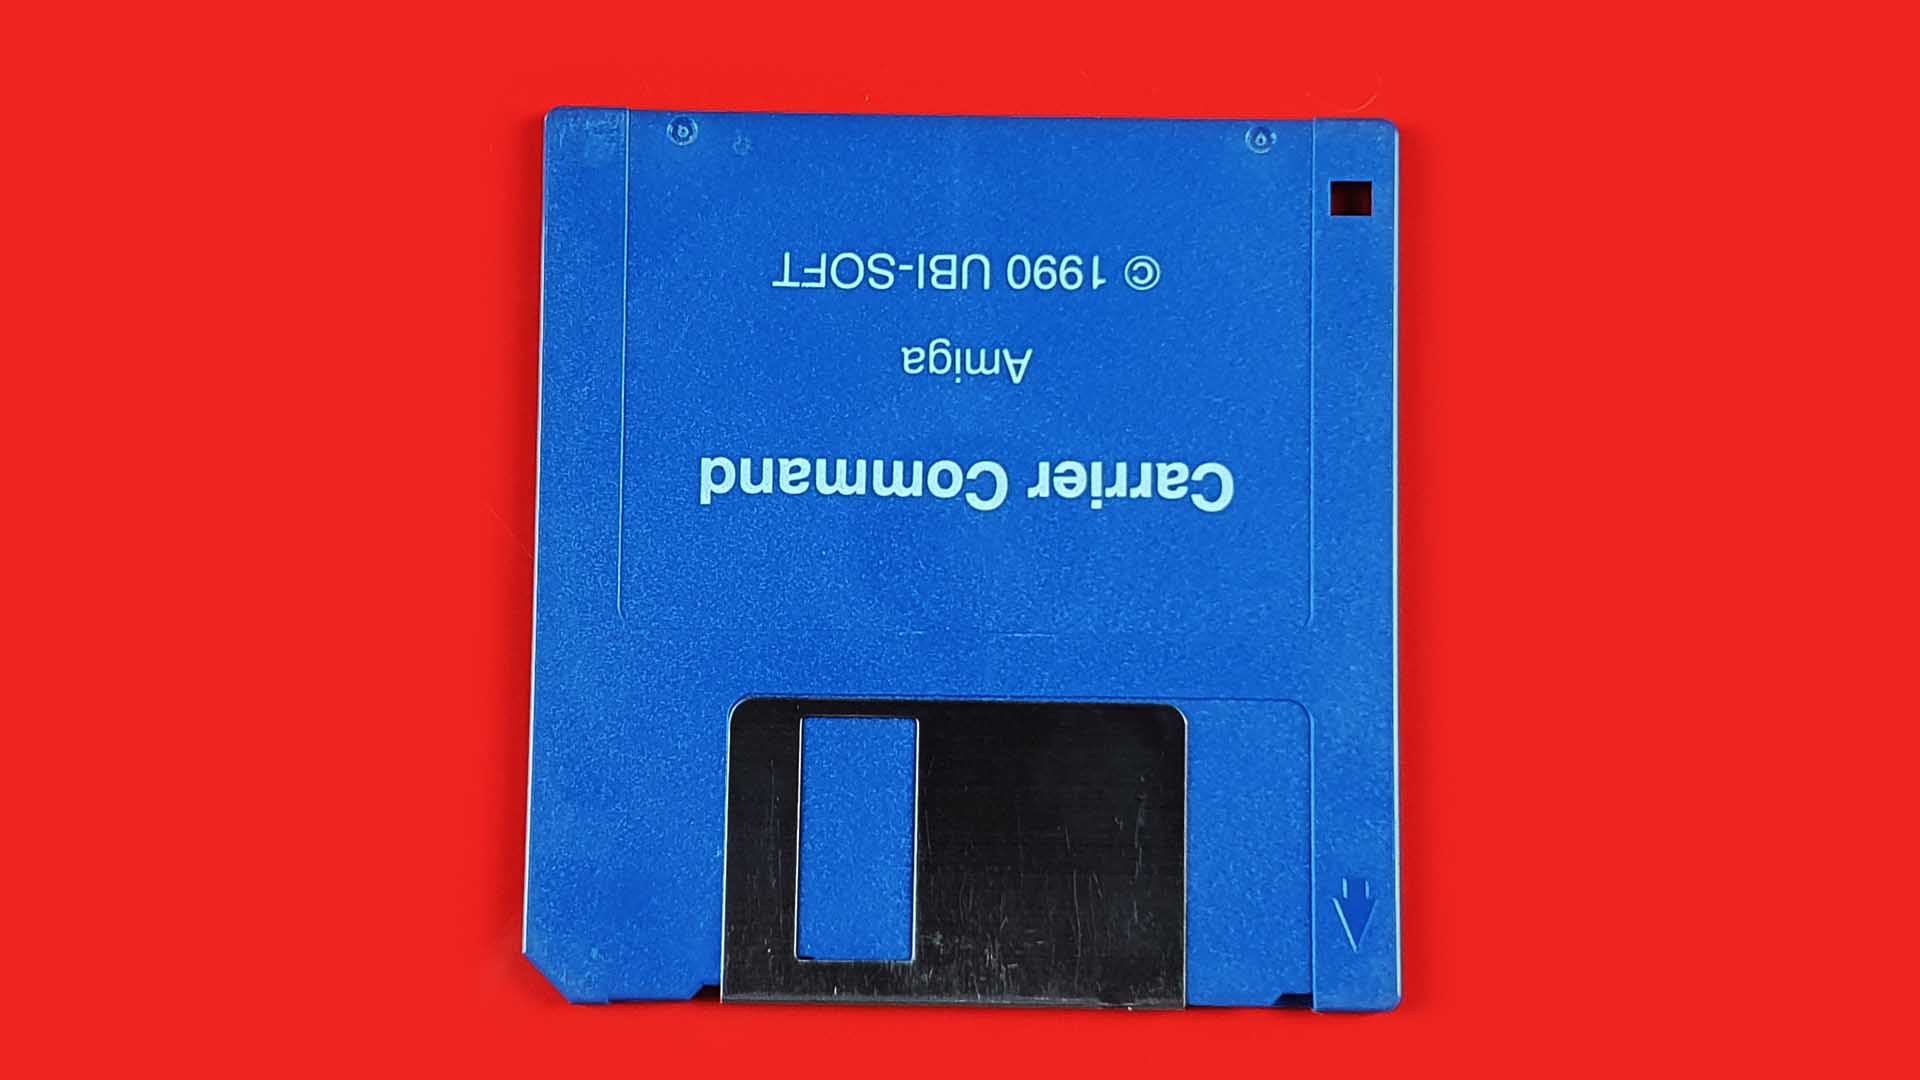 Carrier Command
Amiga
© 1990 UBI-SOFT